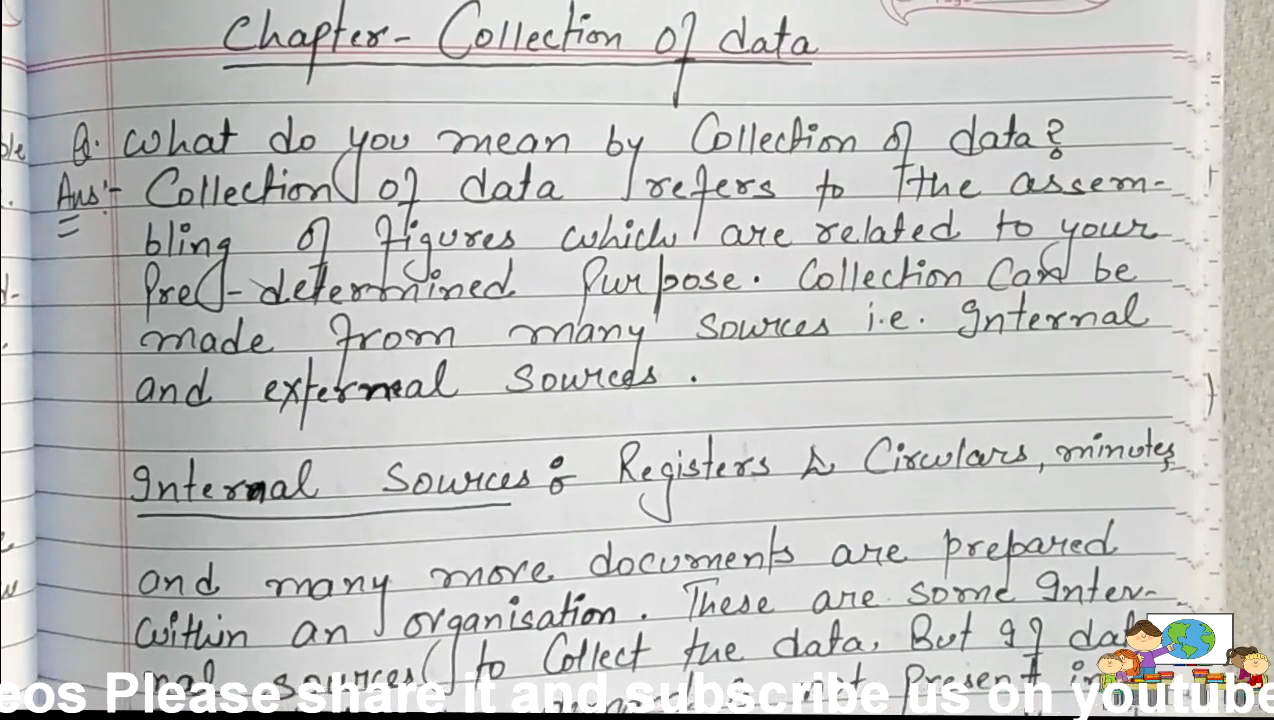 Chapter- Collection of data
Q. What do you mean by Collection of data?
Ans:- Collection of data refers to the assem-
bling of figures which are related to your
Pre-determined Purpose. Collection Can be
made from many Sources i.e. Internal
and external Sources.
Internal Sources: Registers & Circulars, minutes
and many more documents are prepared
within an organisation. These are some Inter-
nal sources to Collect the data. But If
not Present in
eos Please share it and subscribe us on youtube